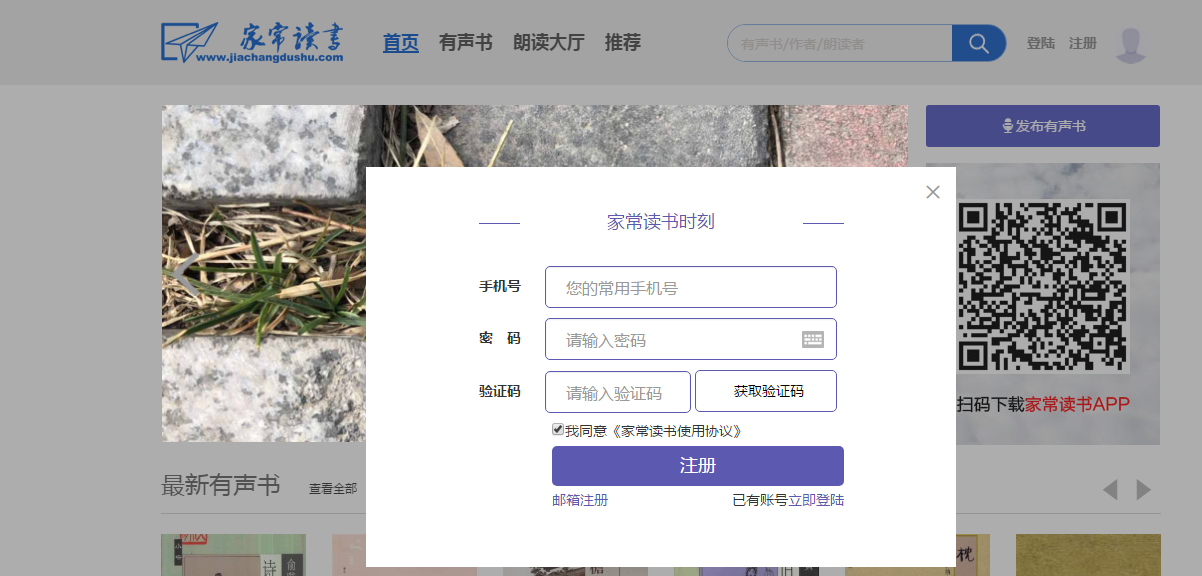 家常读书
www.jiachangdushu.com
首页 有声书 朗读大厅 推荐
有声书/作者/朗读者
登陆 注册
发布有声书
家常读书时刻
手机号 您的常用手机号
密 码 请输入密码
验证码 请输入验证码 获取验证码
扫码下载家常读书APP
我同意《家常读书使用协议》
注册
最新有声书 查看全部
邮箱注册 已有账号立即登陆